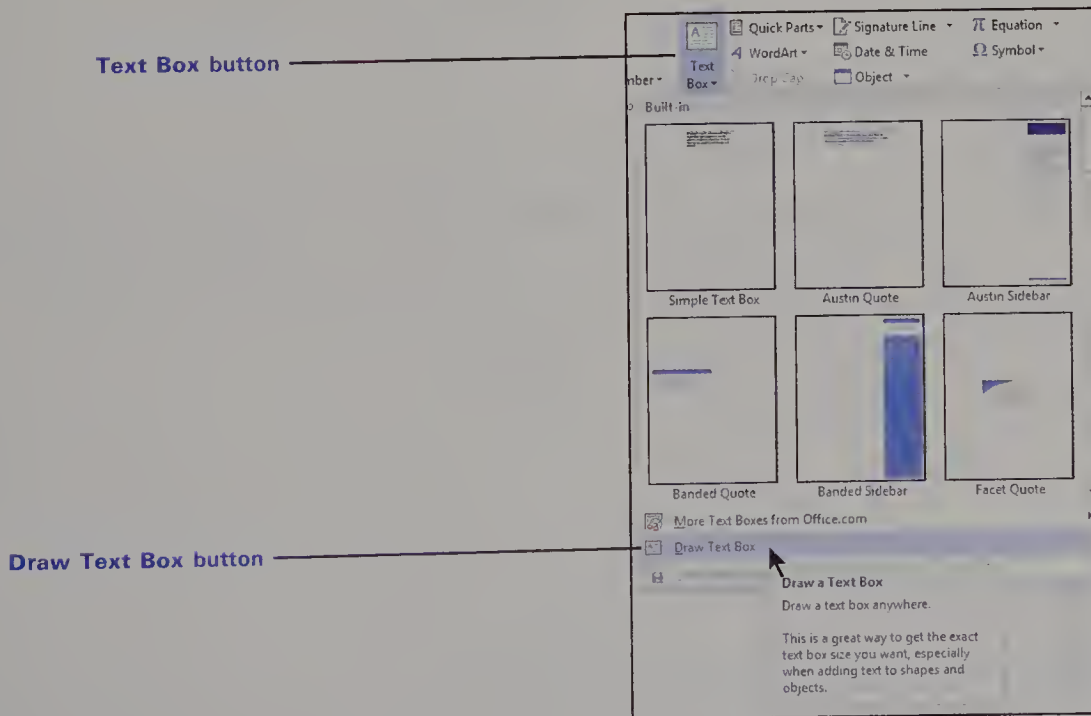 Text Box button
Quick Parts
Signature Line
π Equation
A
Text
Box
WordArt
Date & Time
Ω Symbol
mber
Drop Cap
Object
Built-in
Simple Text Box
Austin Quote
Austin Sidebar
Banded Quote
Banded Sidebar
Facet Quote
More Text Boxes from Office.com
Draw Text Box button
Draw Text Box
Draw a Text Box
Draw a text box anywhere.
This is a great way to get the exact
text box size you want, especially
when adding text to shapes and
objects.